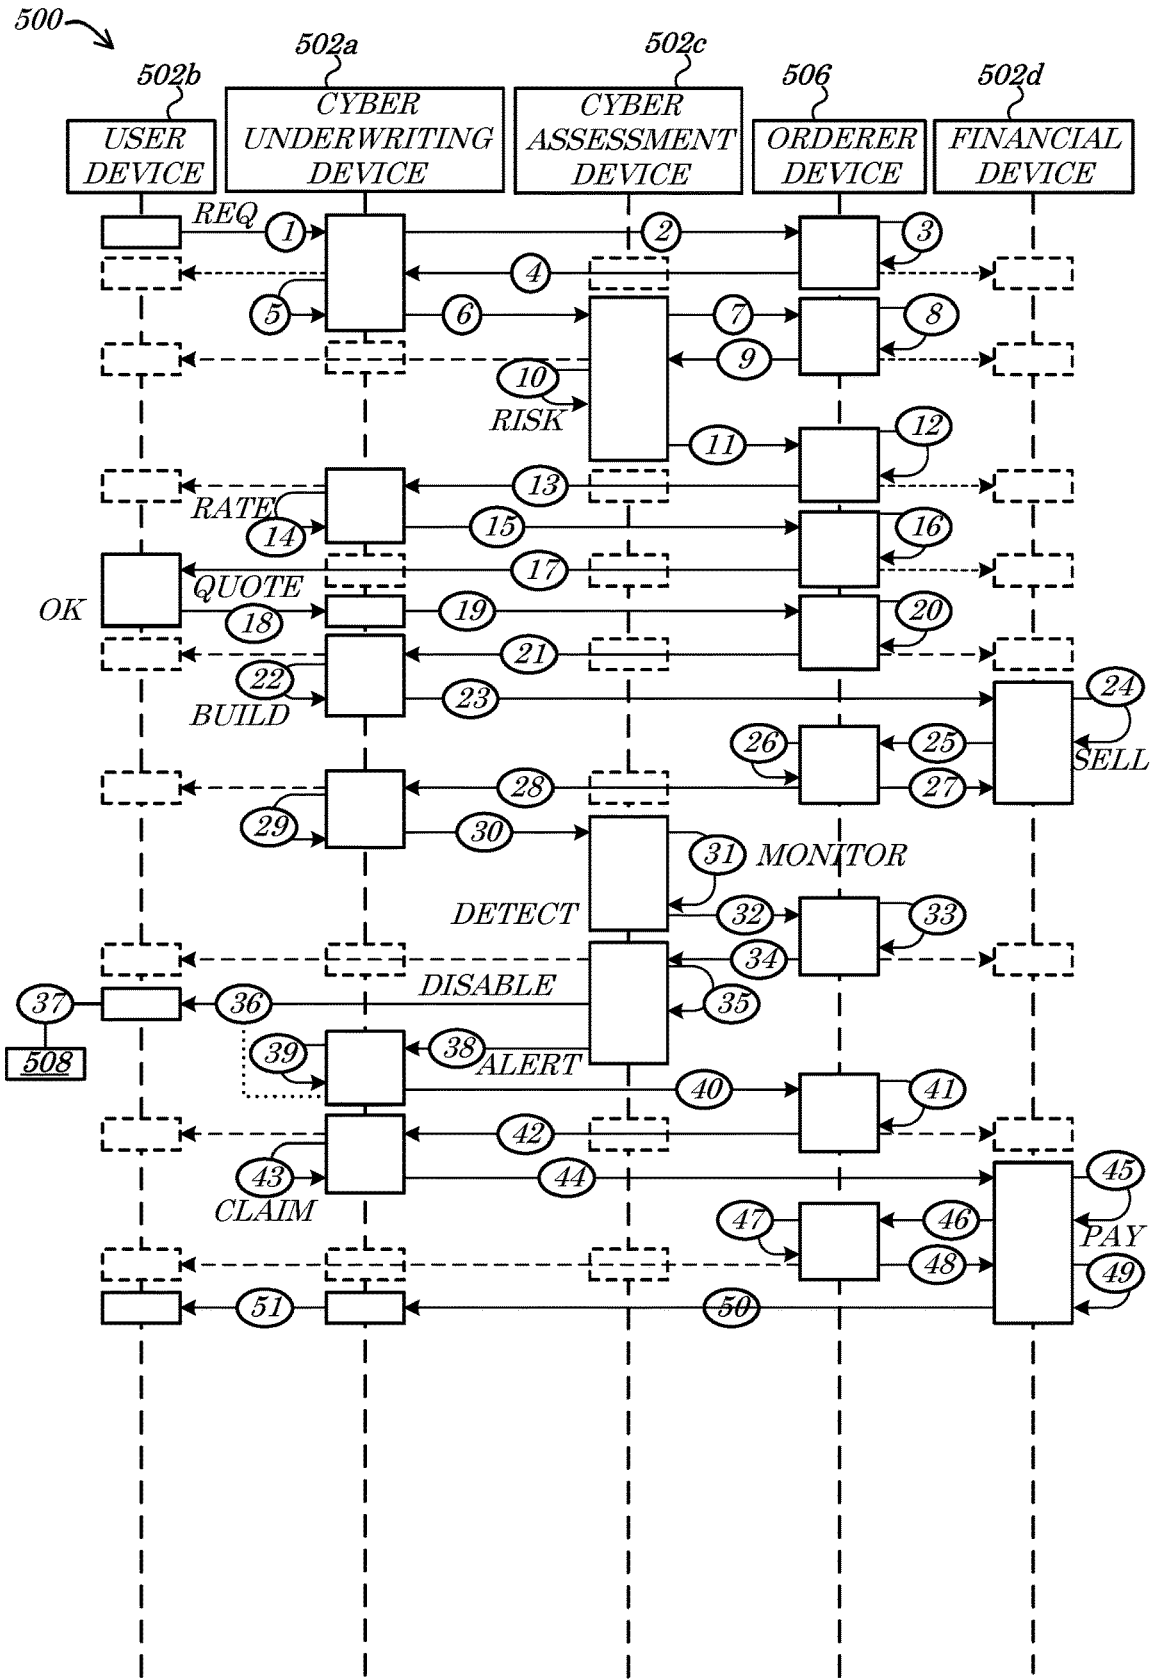 500
502b
502a
502c
506
502d
USER
DEVICE
CYBER
UNDERWRITING
DEVICE
CYBER
ASSESSMENT
DEVICE
ORDERER
DEVICE
FINANCIAL
DEVICE
REQ
1
2
3
4
5
6
7
8
9
10
RISK
11
12
13
RATE
14
15
16
17
QUOTE
OK
18
19
20
21
22
BUILD
23
24
SELL
25
26
27
28
29
30
31
MONITOR
DETECT
32
33
34
DISABLE
35
36
37
508
38
ALERT
39
40
41
42
43
CLAIM
44
45
46
47
PAY
48
49
50
51